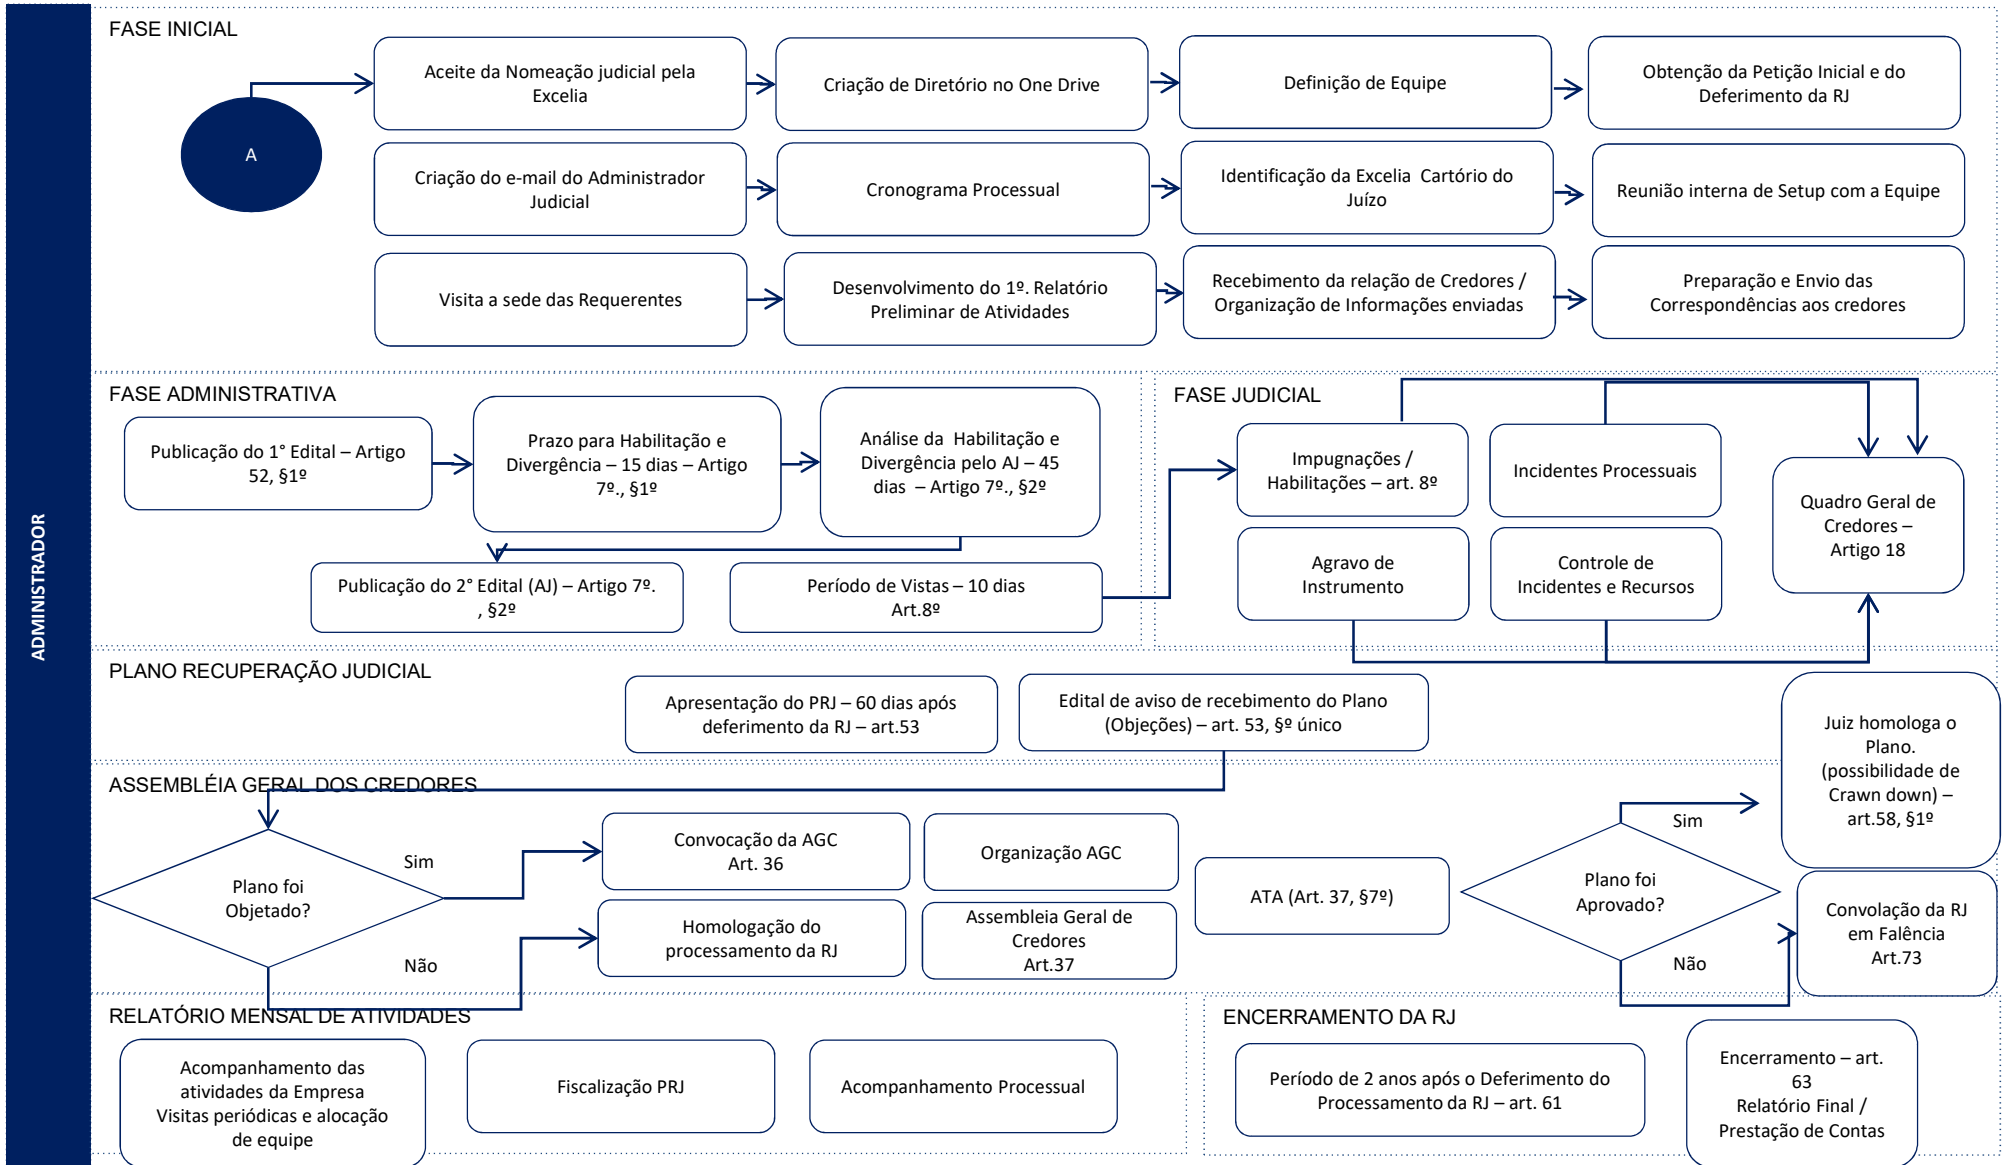 ADMINISTRADOR
FASE INICIAL
A
Aceite da Nomeação judicial pela
Excelia
Criação de Diretório no One Drive
Definição de Equipe
Obtenção da Petição Inicial e do
Deferimento da RJ
Criação do e-mail do Administrador
Judicial
Cronograma Processual
Identificação da Excelia  Cartório do
Juízo
Reunião interna de Setup com a Equipe
Visita a sede das Requerentes
Desenvolvimento do 1º. Relatório
Preliminar de Atividades
Recebimento da relação de Credores /
Organização de Informações enviadas
Preparação e Envio das
Correspondências aos credores
FASE ADMINISTRATIVA
Publicação do 1° Edital – Artigo
52, §1º
Prazo para Habilitação e
Divergência – 15 dias – Artigo
7º., §1º
Análise da  Habilitação e
Divergência pelo AJ – 45
dias  – Artigo 7º., §2º
Publicação do 2° Edital (AJ) – Artigo 7º.
, §2º
Período de Vistas – 10 dias
Art.8º
FASE JUDICIAL
Impugnações /
Habilitações – art. 8º
Incidentes Processuais
Agravo de
Instrumento
Controle de
Incidentes e Recursos
Quadro Geral de
Credores –
Artigo 18
PLANO RECUPERAÇÃO JUDICIAL
Apresentação do PRJ – 60 dias após
deferimento da RJ – art.53
Edital de aviso de recebimento do Plano
(Objeções) – art. 53, §º único
Juiz homologa o
Plano.
(possibilidade de
Crawn down) –
art.58, §1º
ASSEMBLÉIA GERAL DOS CREDORES
Plano foi
Objetado?
Sim
Não
Convocação da AGC
Art. 36
Organização AGC
Homologação do
processamento da RJ
Assembleia Geral de
Credores
Art.37
ATA (Art. 37, §7º)
Plano foi
Aprovado?
Sim
Não
Convolação da RJ
em Falência
Art.73
RELATÓRIO MENSAL DE ATIVIDADES
Acompanhamento das
atividades da Empresa
Visitas periódicas e alocação
de equipe
Fiscalização PRJ
Acompanhamento Processual
ENCERRAMENTO DA RJ
Período de 2 anos após o Deferimento do
Processamento da RJ – art. 61
Encerramento – art.
63
Relatório Final /
Prestação de Contas